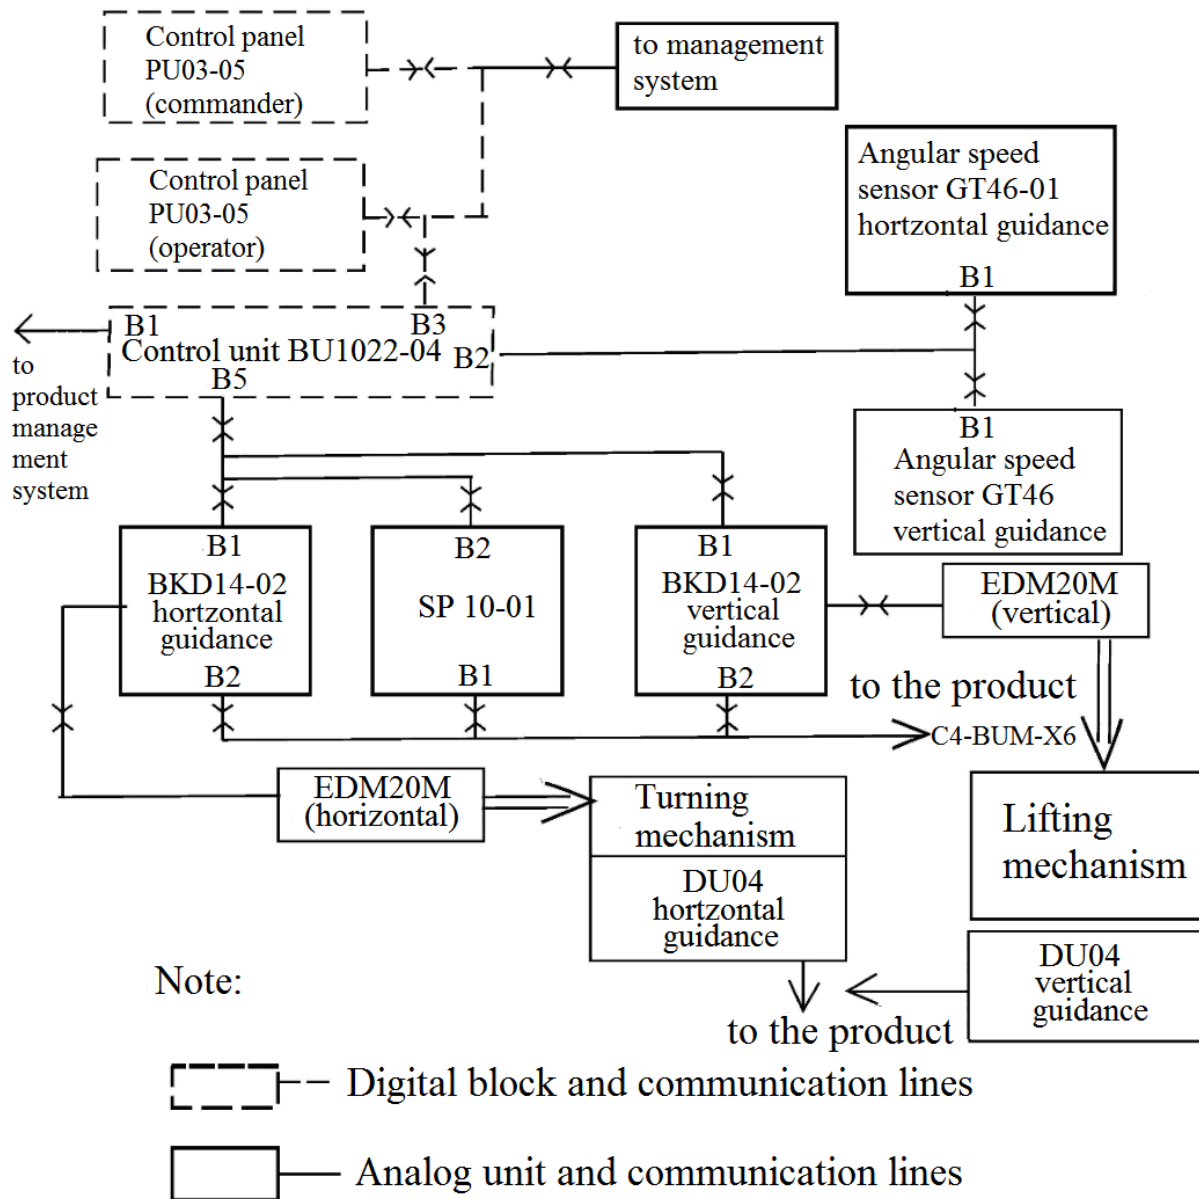 Control panel
PU03-05
(commander)
to management
system
Control panel
PU03-05
(operator)
Angular speed
sensor GT46-01
hortzontal guidance
B1
B1
B3
Control unit BU1022-04
B2
B5
to
product
manage
ment
system
B1
Angular speed
sensor GT46
vertical guidance
B1
BKD14-02
hortzontal
guidance
B2
B2
SP 10-01
B1
B1
BKD14-02
vertical
guidance
B2
EDM20M
(vertical)
to the product
C4-BUM-X6
EDM20M
(horizontal)
Turning
mechanism
DU04
hortzontal
guidance
Lifting
mechanism
DU04
vertical
guidance
to the product
Note:
Digital block and communication lines
Analog unit and communication lines